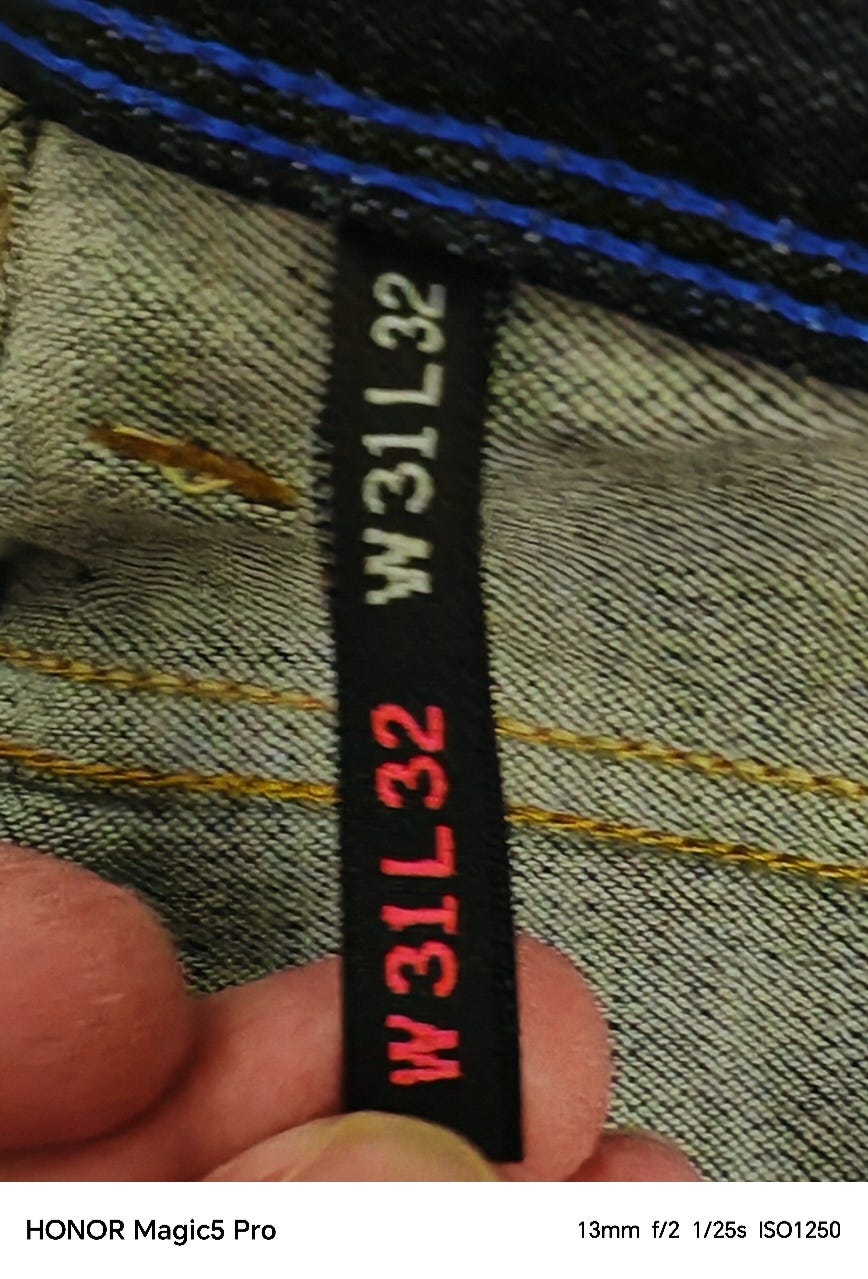 W31L32
W31L32
HONOR Magic5 Pro
13mm f/2 1/25s ISO1250